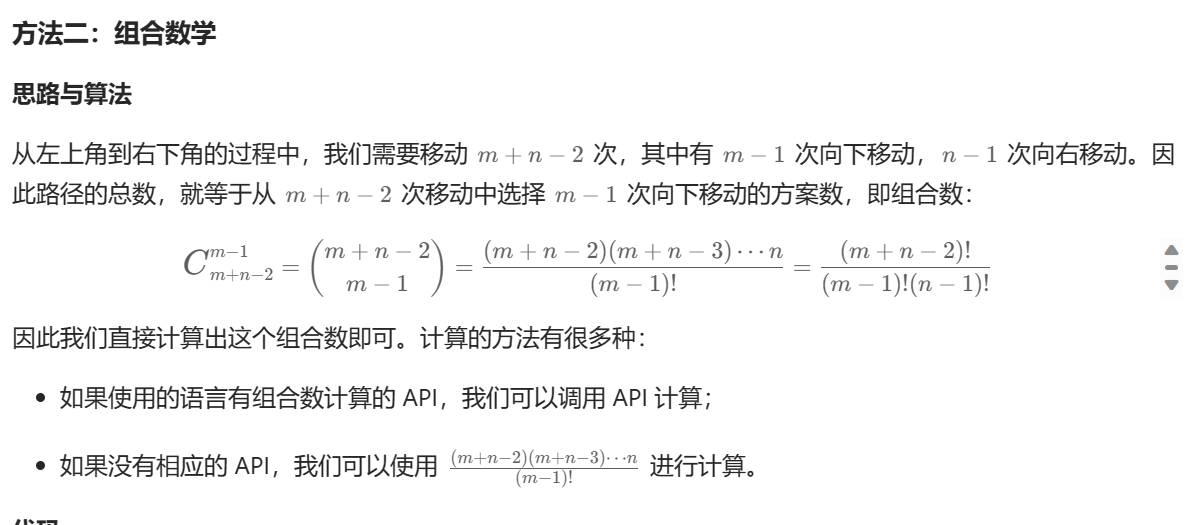 方法二：组合数学
思路与算法
从左上角到右下角的过程中，我们需要移动 m + n − 2 次，其中有 m − 1 次向下移动， n − 1 次向右移动。因
此路径的总数，就等于从 m + n − 2 次移动中选择 m − 1 次向下移动的方案数，即组合数：
$C_{m+n-2}^{m-1} = \binom{m+n-2}{m-1} = \frac{(m+n-2)(m+n-3)\cdots n}{(m-1)!} = \frac{(m+n-2)!}{(m-1)!(n-1)!}$
因此我们直接计算出这个组合数即可。计算的方法有很多种：
• 如果使用的语言有组合数计算的 API，我们可以调用 API 计算；
• 如果没有相应的 API，我们可以使用 $\frac{(m+n-2)(m+n-3)\cdots n}{(m-1)!}$ 进行计算。